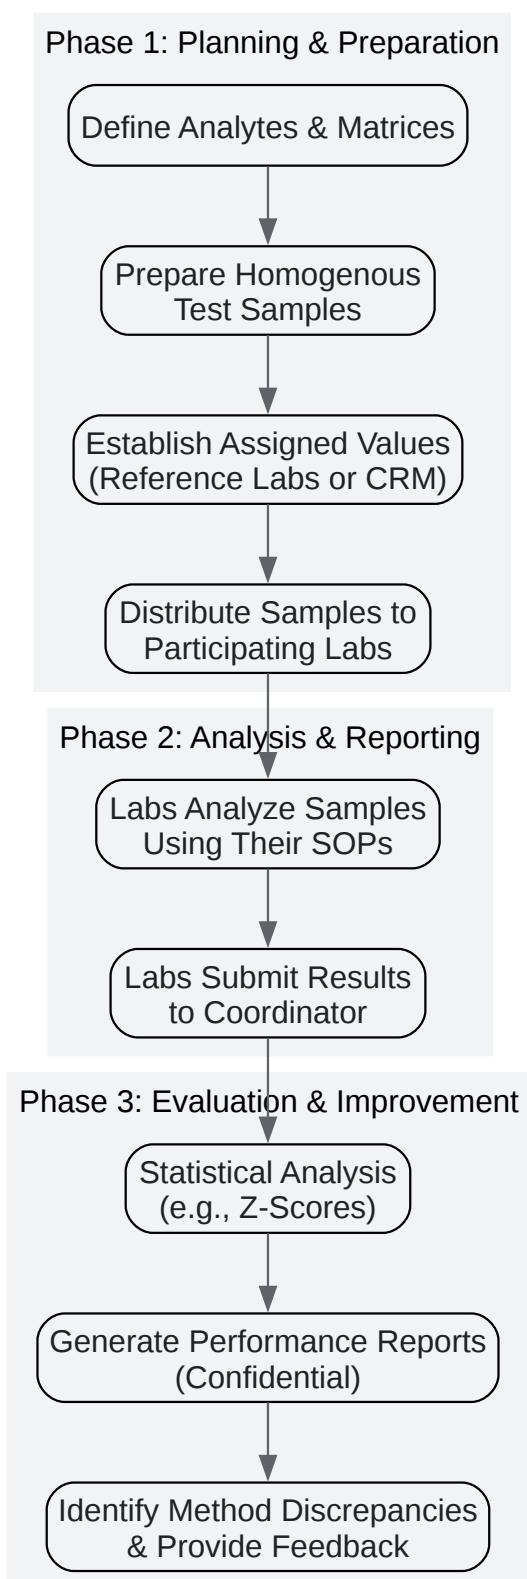 Phase 1: Planning & Preparation
Define Analytes & Matrices
Prepare Homogenous
Test Samples
Establish Assigned Values
(Reference Labs or CRM)
Distribute Samples to
Participating Labs
Phase 2: Analysis & Reporting
Labs Analyze Samples
Using Their SOPs
Labs Submit Results
to Coordinator
Phase 3: Evaluation & Improvement
Statistical Analysis
(e.g., Z-Scores)
Generate Performance Reports
(Confidential)
Identify Method Discrepancies
& Provide Feedback